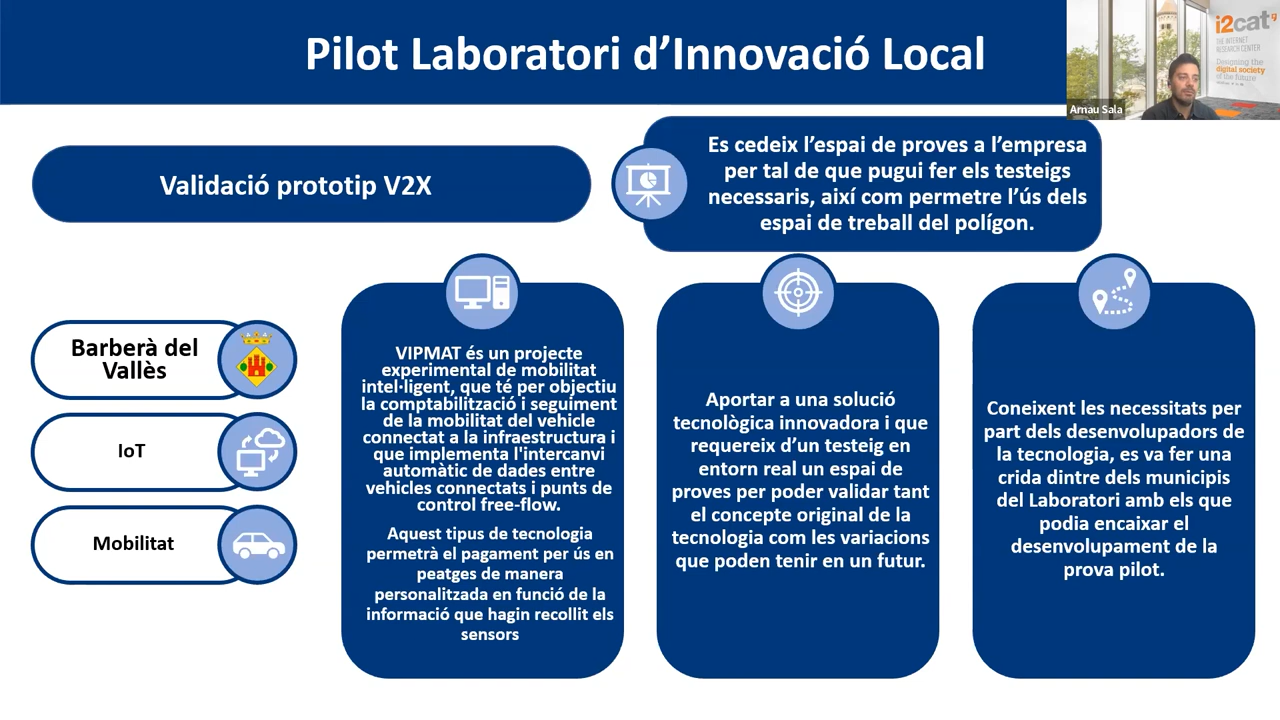 Pilot Laboratori d’Innovació Local
i2cat
THE INTERNET
RESEARCH CENTER
Designing the
digital society
of the future
Arnau Sala
Validació prototip V2X
Es cedeix l’espai de proves a l’empresa
per tal de que pugui fer els testeigs
necessaris, així com permetre l’ús dels
espai de treball del polígon.
Barberà del
Vallès
IoT
Mobilitat
VIPMAT és un projecte
experimental de mobilitat
intel·ligent, que té per objectiu
la comptabilització i seguiment
de la mobilitat del vehicle
connectat a la infraestructura i
que implementa l'intercanvi
automàtic de dades entre
vehicles connectats i punts de
control free-flow.
Aquest tipus de tecnologia
permetrà el pagament per ús en
peatges de manera
personalitzada en funció de la
informació que hagin recollit els
sensors
Aportar a una solució
tecnològica innovadora i que
requereix d’un testeig en
entorn real un espai de
proves per poder validar tant
el concepte original de la
tecnologia com les variacions
que poden tenir en un futur.
Coneixent les necessitats per
part dels desenvolupadors de
la tecnologia, es va fer una
crida dintre dels municipis
del Laboratori amb els que
podia encaixar el
desenvolupament de la
prova pilot.